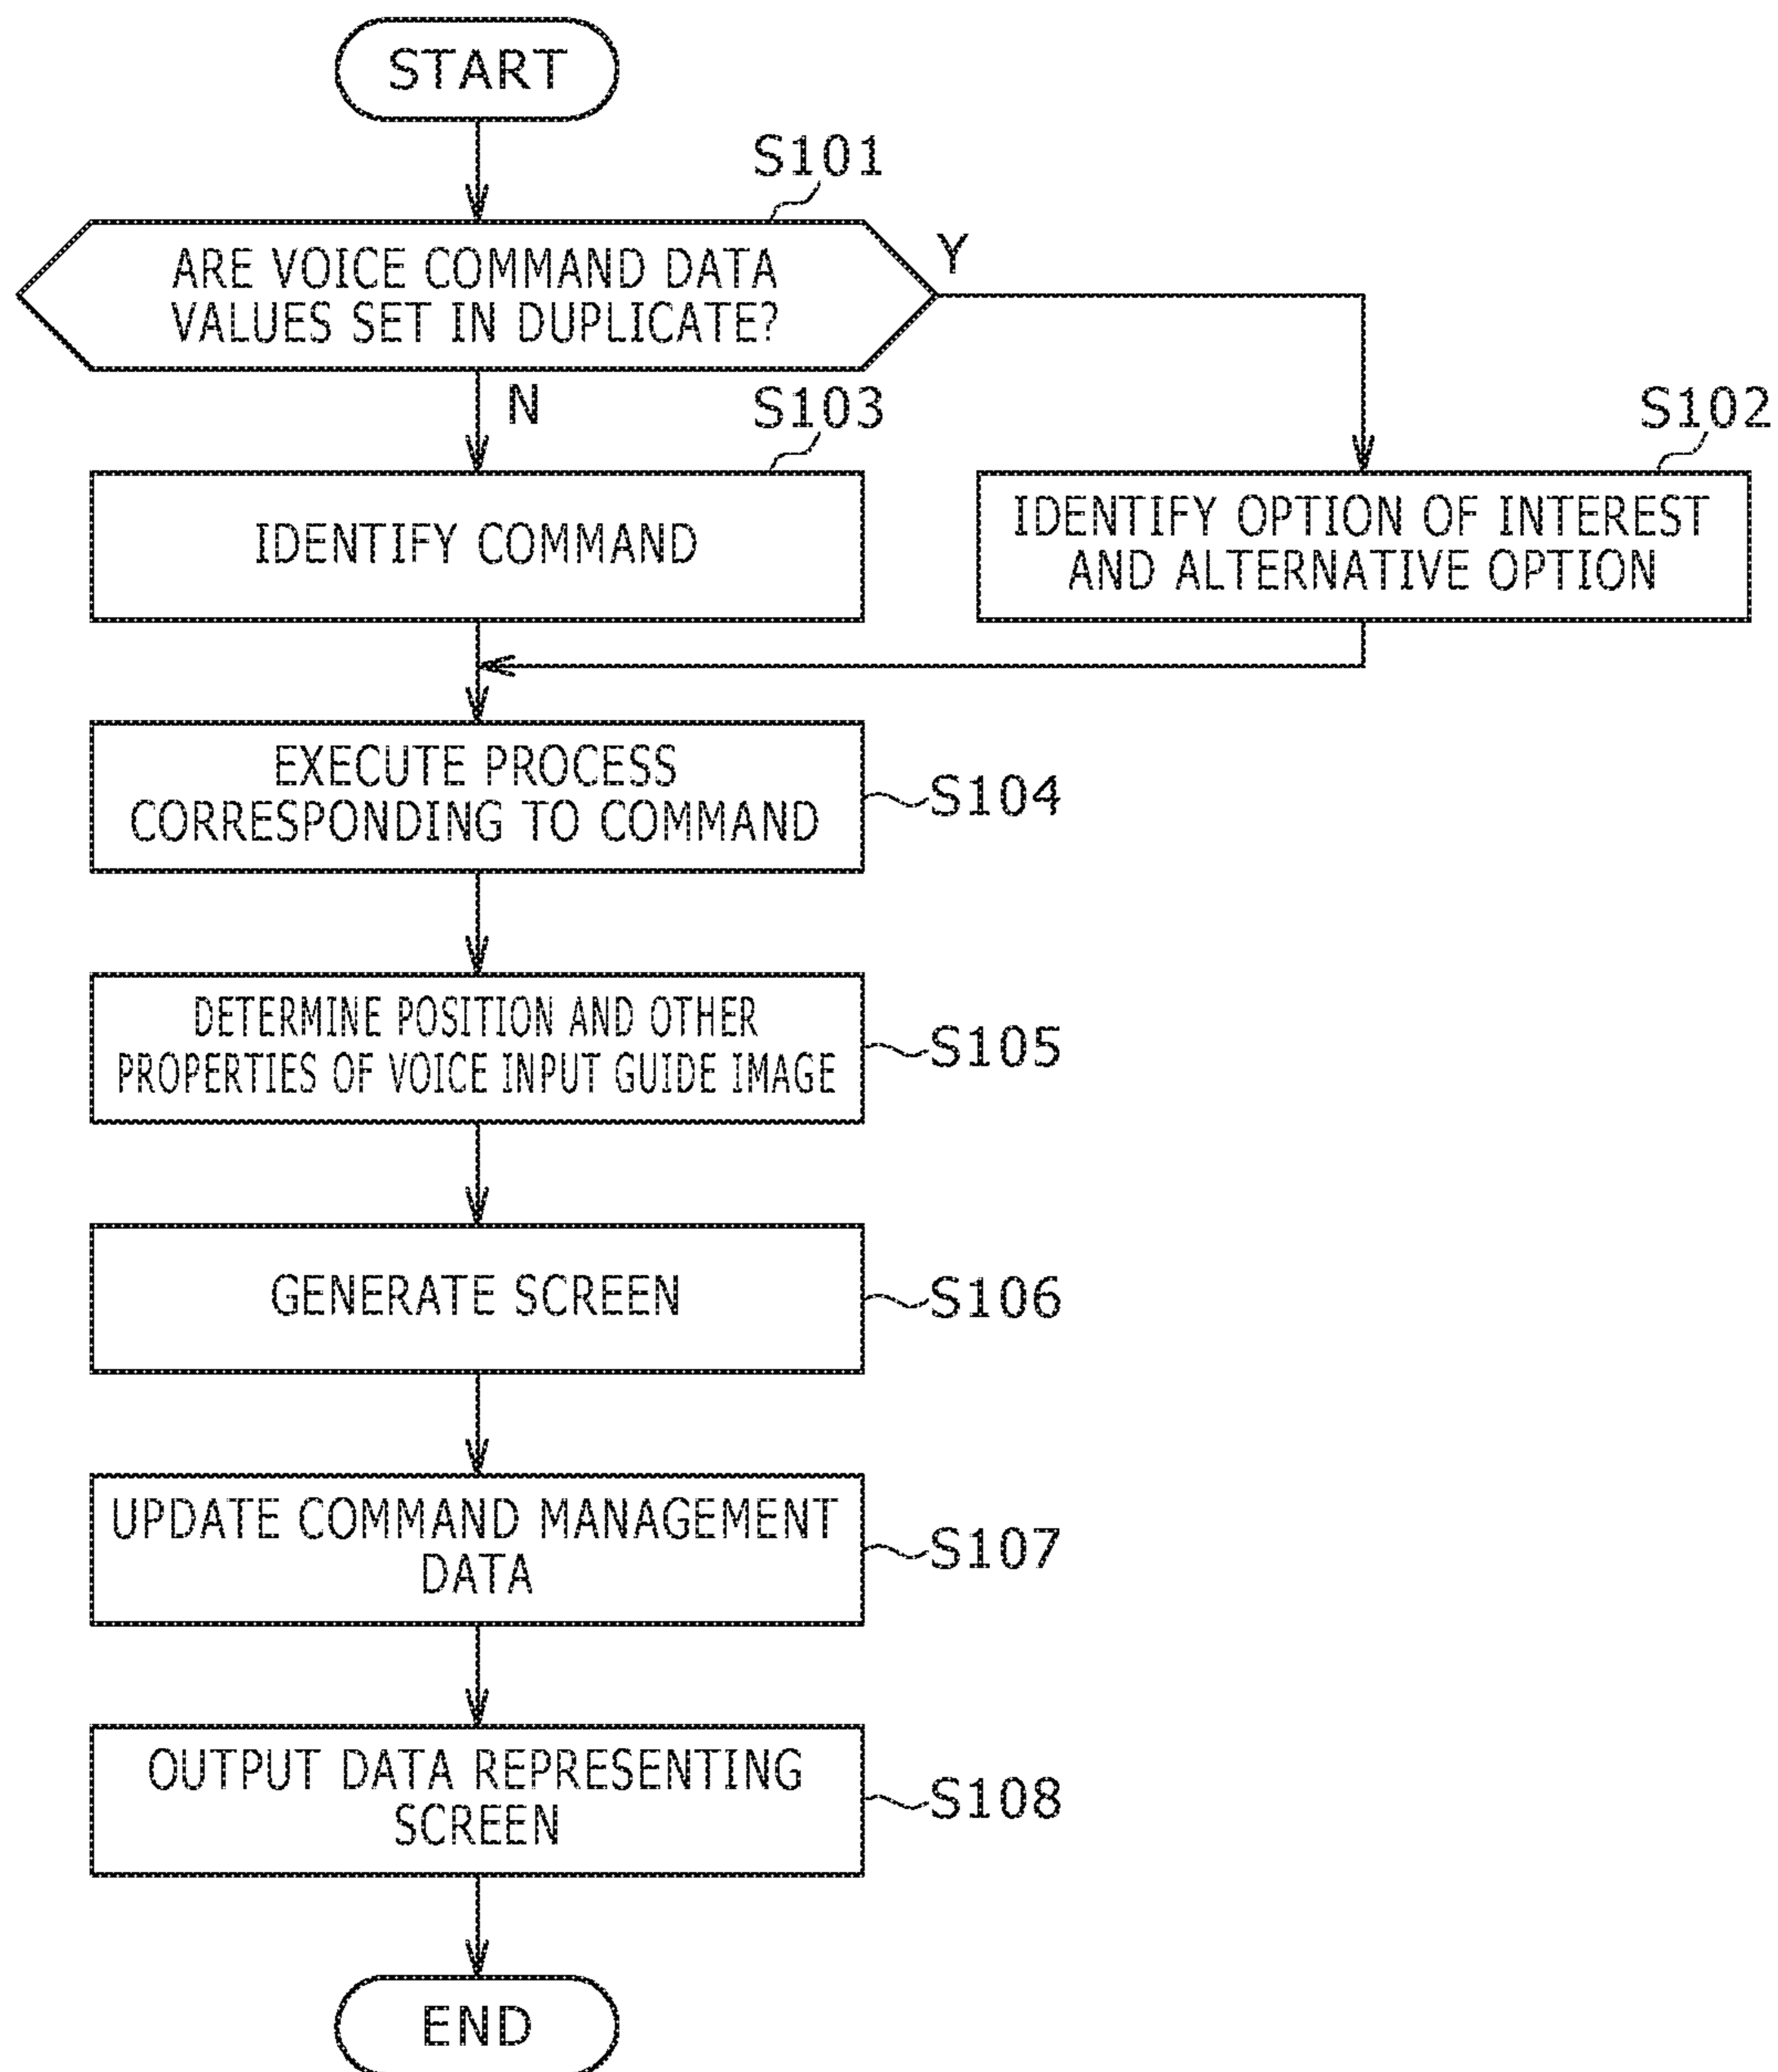 START
S101
ARE VOICE COMMAND DATA
VALUES SET IN DUPLICATE?
Y
N
S103
S102
IDENTIFY COMMAND
IDENTIFY OPTION OF INTEREST
AND ALTERNATIVE OPTION
EXECUTE PROCESS
CORRESPONDING TO COMMAND
S104
DETERMINE POSITION AND OTHER
PROPERTIES OF VOICE INPUT GUIDE IMAGE
S105
GENERATE SCREEN
S106
UPDATE COMMAND MANAGEMENT
DATA
S107
OUTPUT DATA REPRESENTING
SCREEN
S108
END